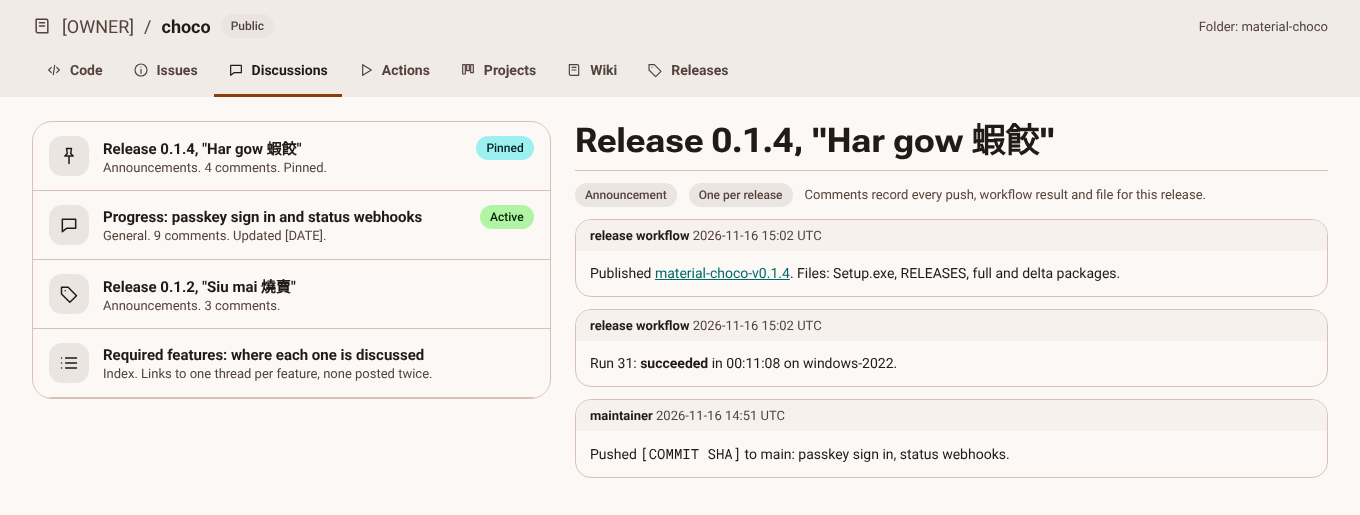 [OWNER] / choco Public
Folder: material-choco
Code Issues Discussions Actions Projects Wiki Releases
Release 0.1.4, "Har gow 蝦餃"
Announcements. 4 comments. Pinned.
Pinned
Progress: passkey sign in and status webhooks
General. 9 comments. Updated [DATE].
Active
Release 0.1.2, "Siu mai 燒賣"
Announcements. 3 comments.
Required features: where each one is discussed
Index. Links to one thread per feature, none posted twice.
Release 0.1.4, "Har gow 蝦餃"
Announcement One per release Comments record every push, workflow result and file for this release.
release workflow 2026-11-16 15:02 UTC
Published material-choco-v0.1.4. Files: Setup.exe, RELEASES, full and delta packages.
release workflow 2026-11-16 15:02 UTC
Run 31: succeeded in 00:11:08 on windows-2022.
maintainer 2026-11-16 14:51 UTC
Pushed [COMMIT SHA] to main: passkey sign in, status webhooks.